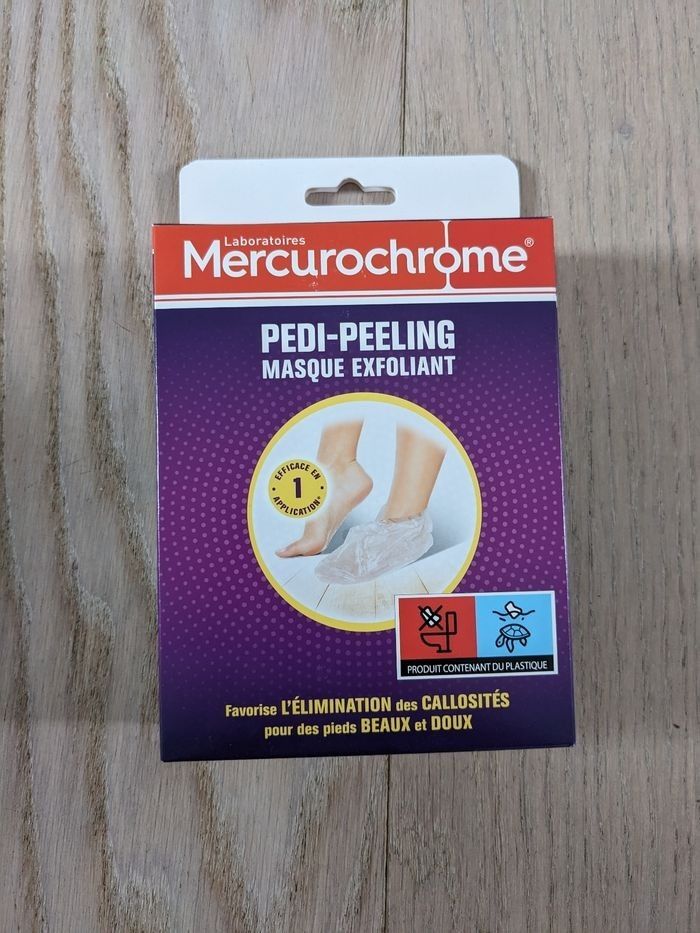 Laboratoires
Mercurochrome®
PEDI-PEELING
MASQUE EXFOLIANT
EFFICACE EN
1
APPLICATION*
PRODUIT CONTENANT DU PLASTIQUE
Favorise L'ÉLIMINATION des CALLOSITÉS
pour des pieds BEAUX et DOUX